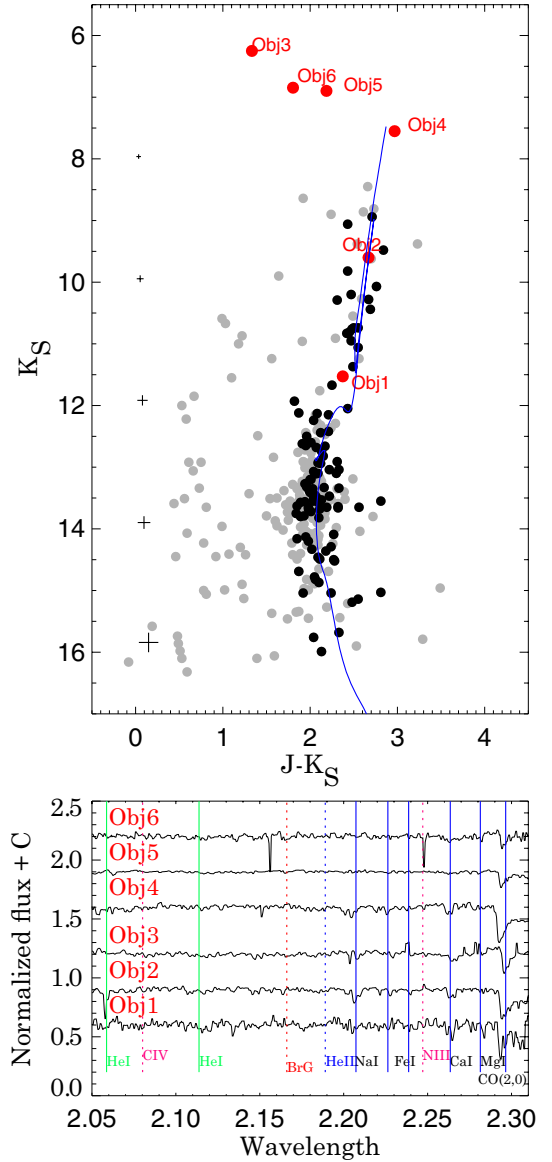 6
8
10
12
14
16
K_S
Obj3
Obj6
Obj5
Obj4
Obj2
Obj1
0 1 2 3 4
J-K_S
2.5
2.0
1.5
1.0
0.5
0.0
Normalized flux + C
Obj6
Obj5
Obj4
Obj3
Obj2
Obj1
HeI
CIV
HeI
BrG
HeII
NaI
FeI
NIII
CaI
MgI
CO(2,0)
2.05 2.10 2.15 2.20 2.25 2.30
Wavelength